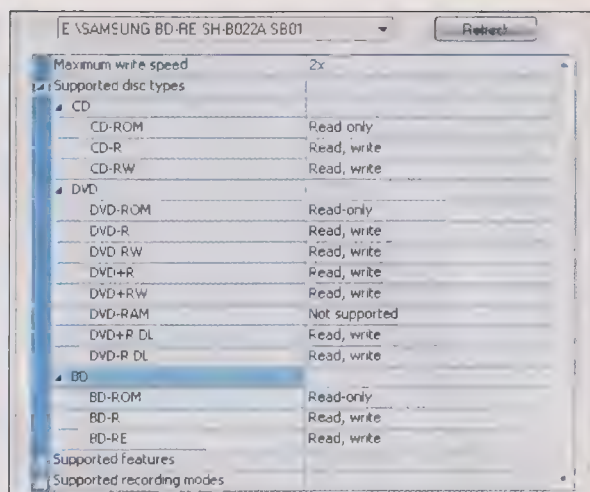 E \SAMSUNG BD-RE SH-B022A SB01
Maximum write speed 2x
Supported disc types
CD
CD-ROM Read only
CD-R Read, write
CD-RW Read, write
DVD
DVD-ROM Read-only
DVD-R Read, write
DVD RW Read, write
DVD+R Read, write
DVD+RW Read, write
DVD-RAM Not supported
DVD+R DL Read, write
DVD-R DL Read, write
BD
BD-ROM Read-only
BD-R Read, write
BD-RE Read, write
Supported features
Supported recording modes